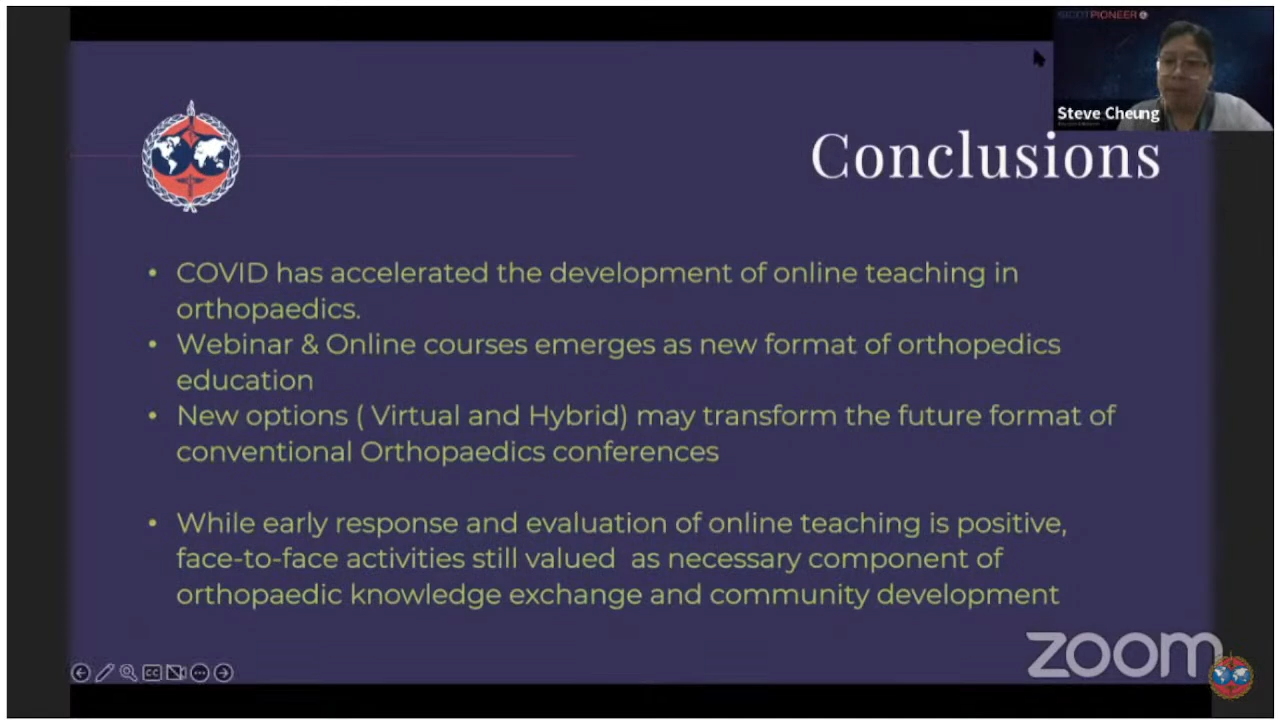 SICOT PIONEER
Steve Cheung
Conclusions
• COVID has accelerated the development of online teaching in
orthopaedics.
• Webinar & Online courses emerges as new format of orthopedics
education
• New options ( Virtual and Hybrid) may transform the future format of
conventional Orthopaedics conferences
• While early response and evaluation of online teaching is positive,
face-to-face activities still valued as necessary component of
orthopaedic knowledge exchange and community development
CC
zoom